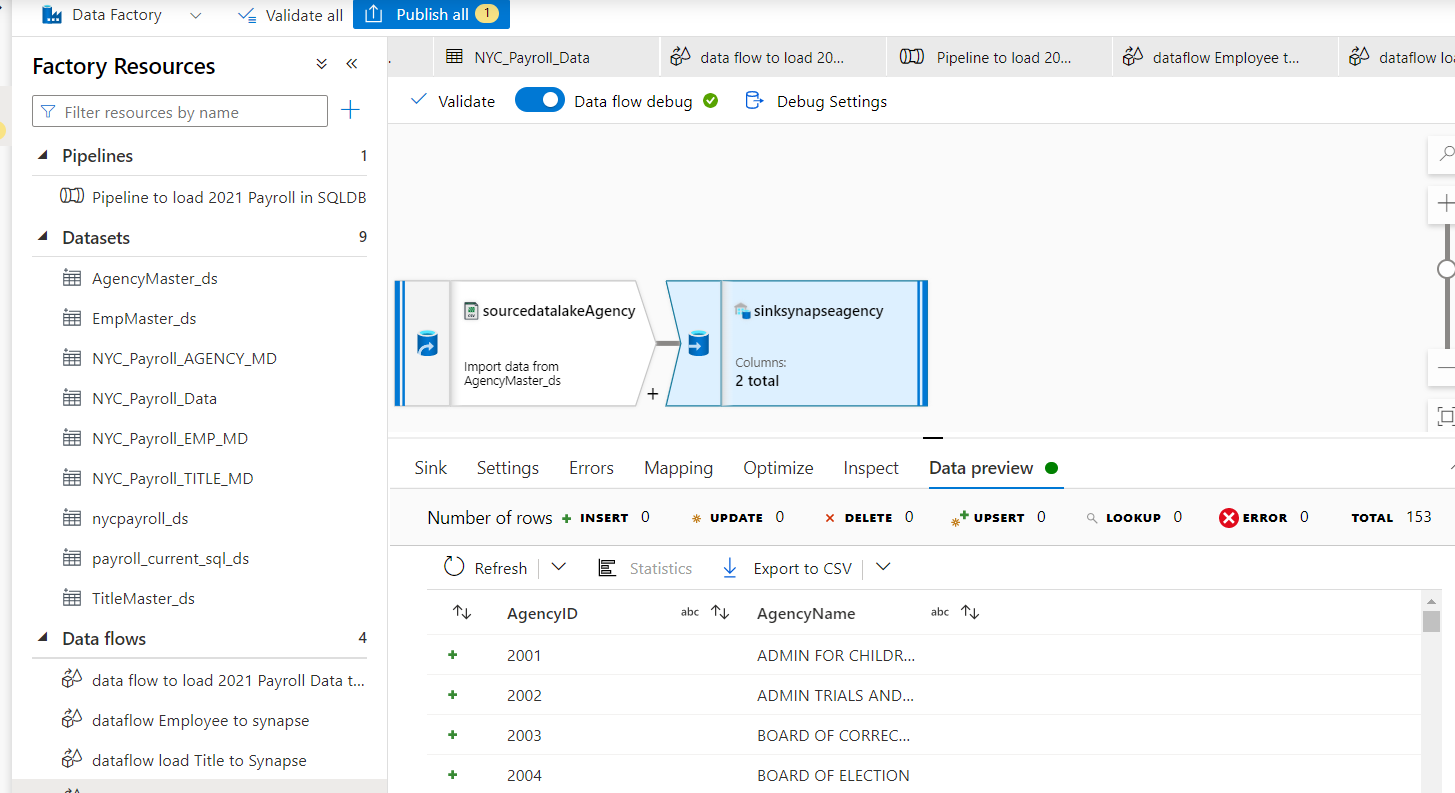 Data Factory
Validate all
Publish all 1
Factory Resources
Filter resources by name
Pipelines 1
Pipeline to load 2021 Payroll in SQLDB
Datasets 9
AgencyMaster_ds
EmpMaster_ds
NYC_Payroll_AGENCY_MD
NYC_Payroll_Data
NYC_Payroll_EMP_MD
NYC_Payroll_TITLE_MD
nycpayroll_ds
payroll_current_sql_ds
TitleMaster_ds
Data flows 4
data flow to load 2021 Payroll Data t...
dataflow Employee to synapse
dataflow load Title to Synapse
NYC_Payroll_Data
data flow to load 20...
Pipeline to load 20...
dataflow Employee t...
dataflow loa
Validate
Data flow debug
Debug Settings
sourcedatalakeAgency
Import data from
AgencyMaster_ds
+
sinksynapseagency
Columns:
2 total
Sink Settings Errors Mapping Optimize Inspect Data preview
Number of rows + INSERT 0 UPDATE 0 DELETE 0 UPSERT 0 LOOKUP 0 ERROR 0 TOTAL 153
Refresh Statistics Export to CSV
AgencyID abc AgencyName abc
+ 2001 ADMIN FOR CHILDR...
+ 2002 ADMIN TRIALS AND...
+ 2003 BOARD OF CORREC...
+ 2004 BOARD OF ELECTION